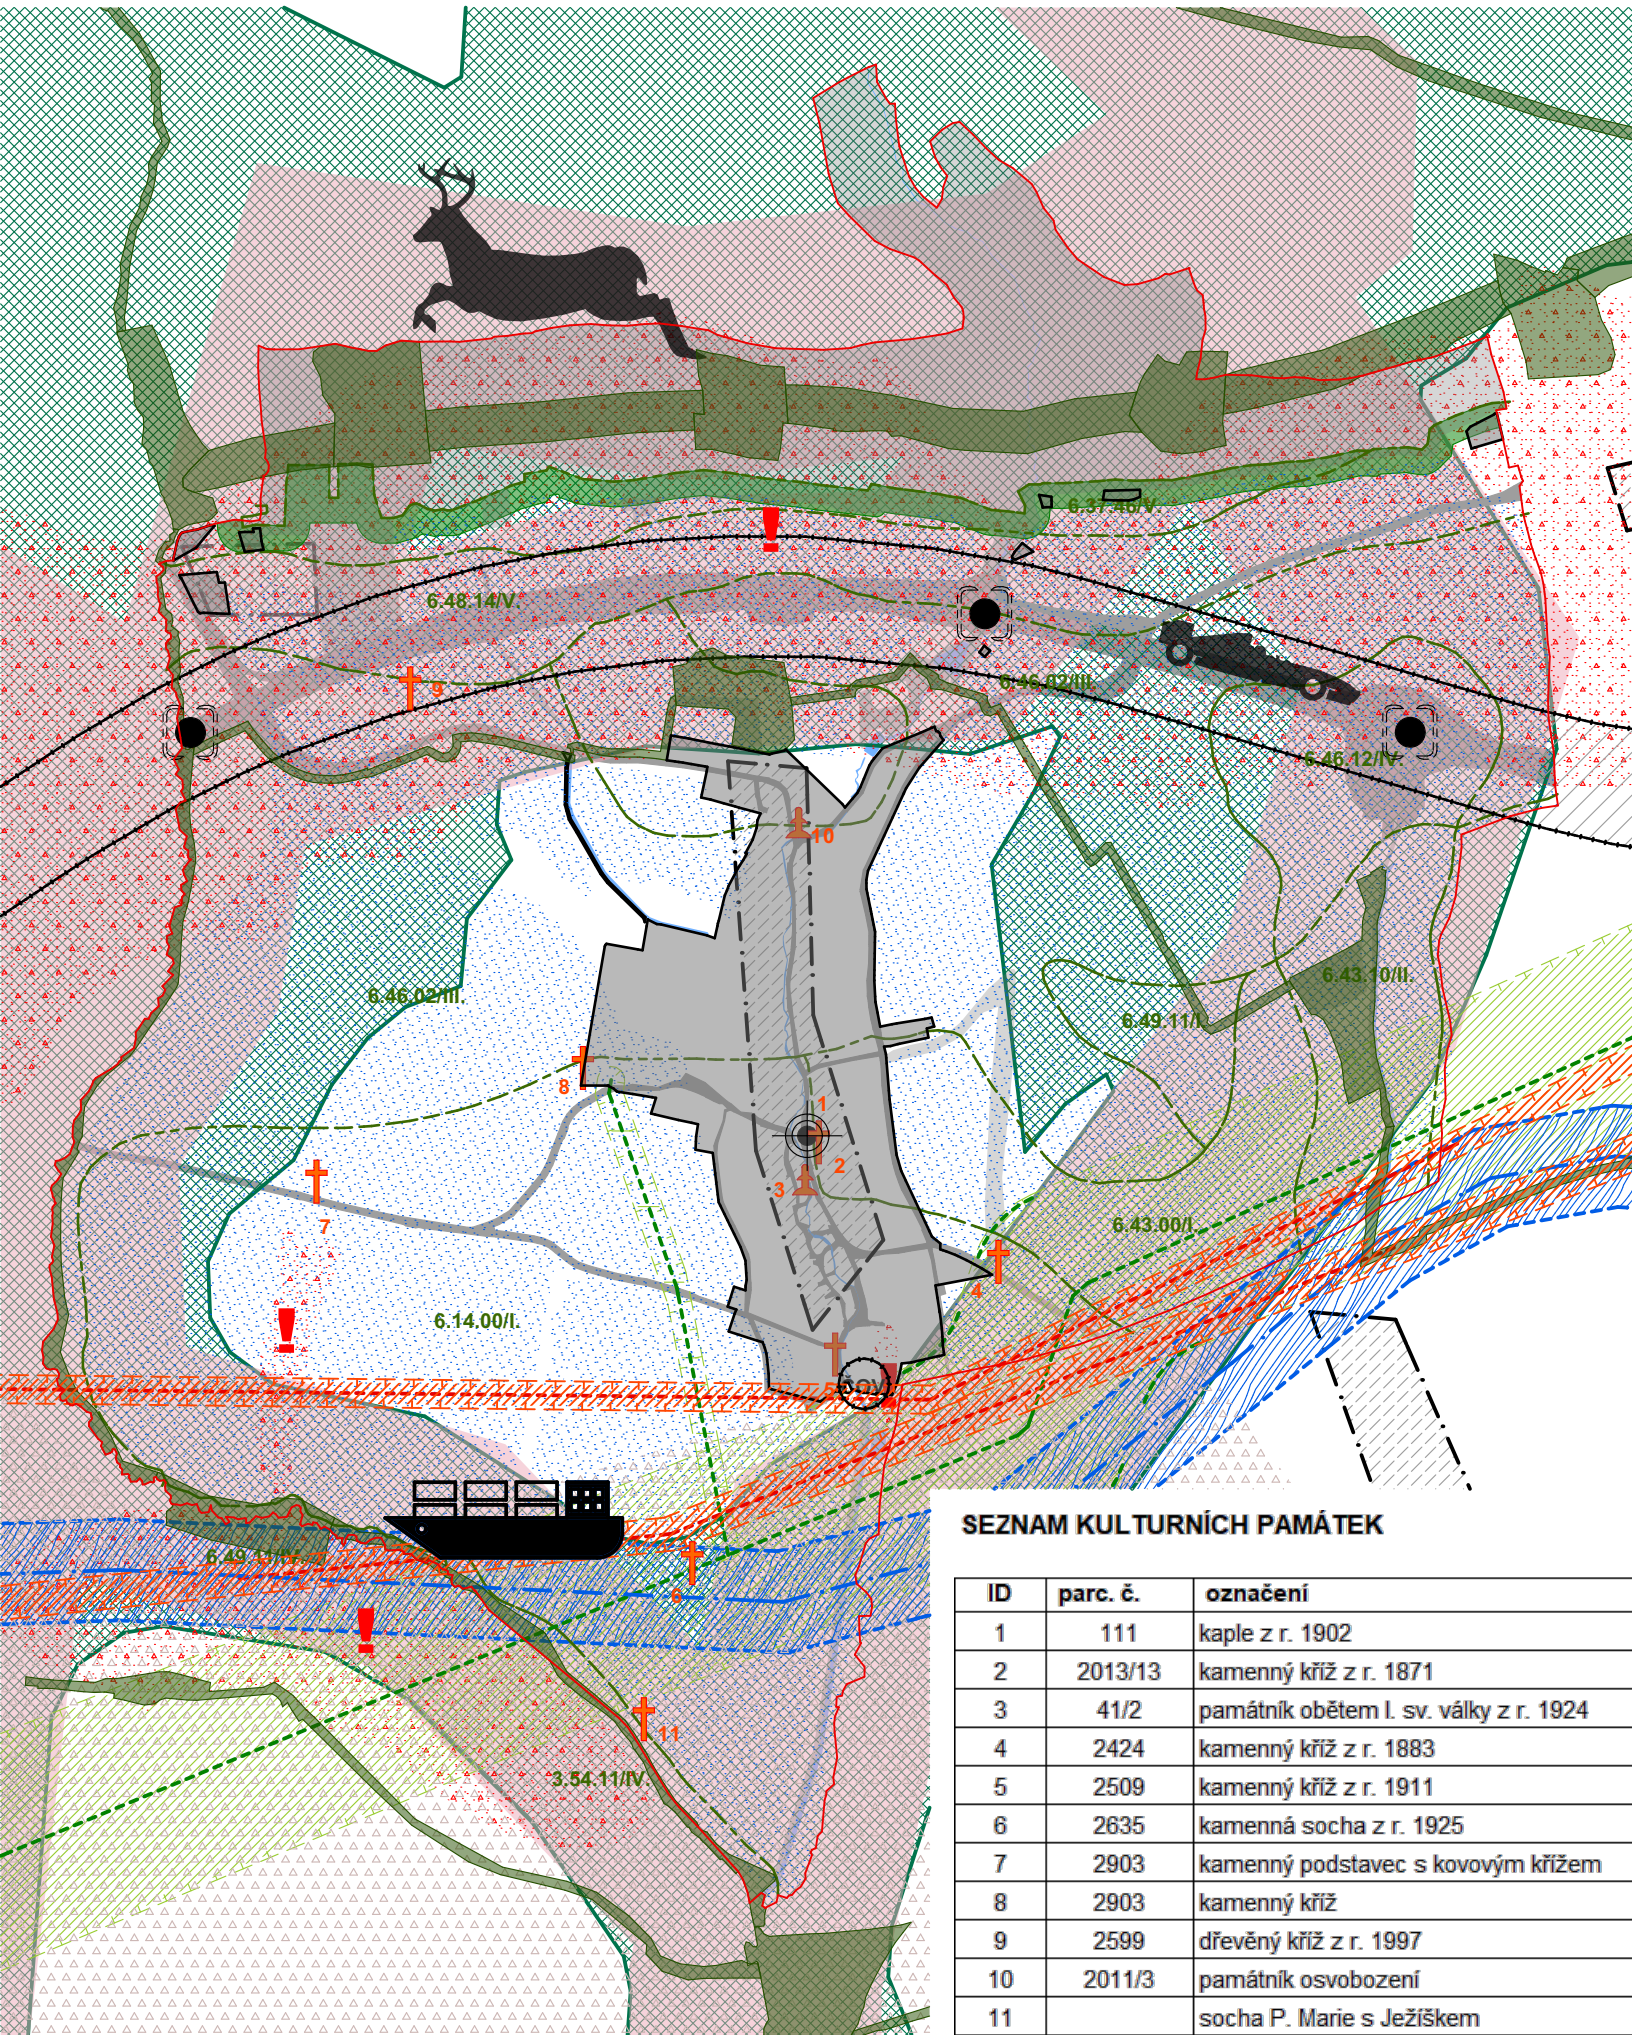 6.37.46/V.
6.48.14/V.
9
6.46.02/III.
6.46.12/IV.
10
6.46.02/III.
6.43.10/II.
6.49.11/I.
8
1
2
3
7
6.43.00/I.
4
6.14.00/I.
ČOV
6.49.11/IV.
6
11
3.54.11/IV.
SEZNAM KULTURNÍCH PAMÁTEK
ID parc. č. označení
1 111 kaple z r. 1902
2 2013/13 kamenný kříž z r. 1871
3 41/2 památník obětem I. sv. války z r. 1924
4 2424 kamenný kříž z r. 1883
5 2509 kamenný kříž z r. 1911
6 2635 kamenná socha z r. 1925
7 2903 kamenný podstavec s kovovým křížem
8 2903 kamenný kříž
9 2599 dřevěný kříž z r. 1997
10 2011/3 památník osvobození
11 socha P. Marie s Ježíškem